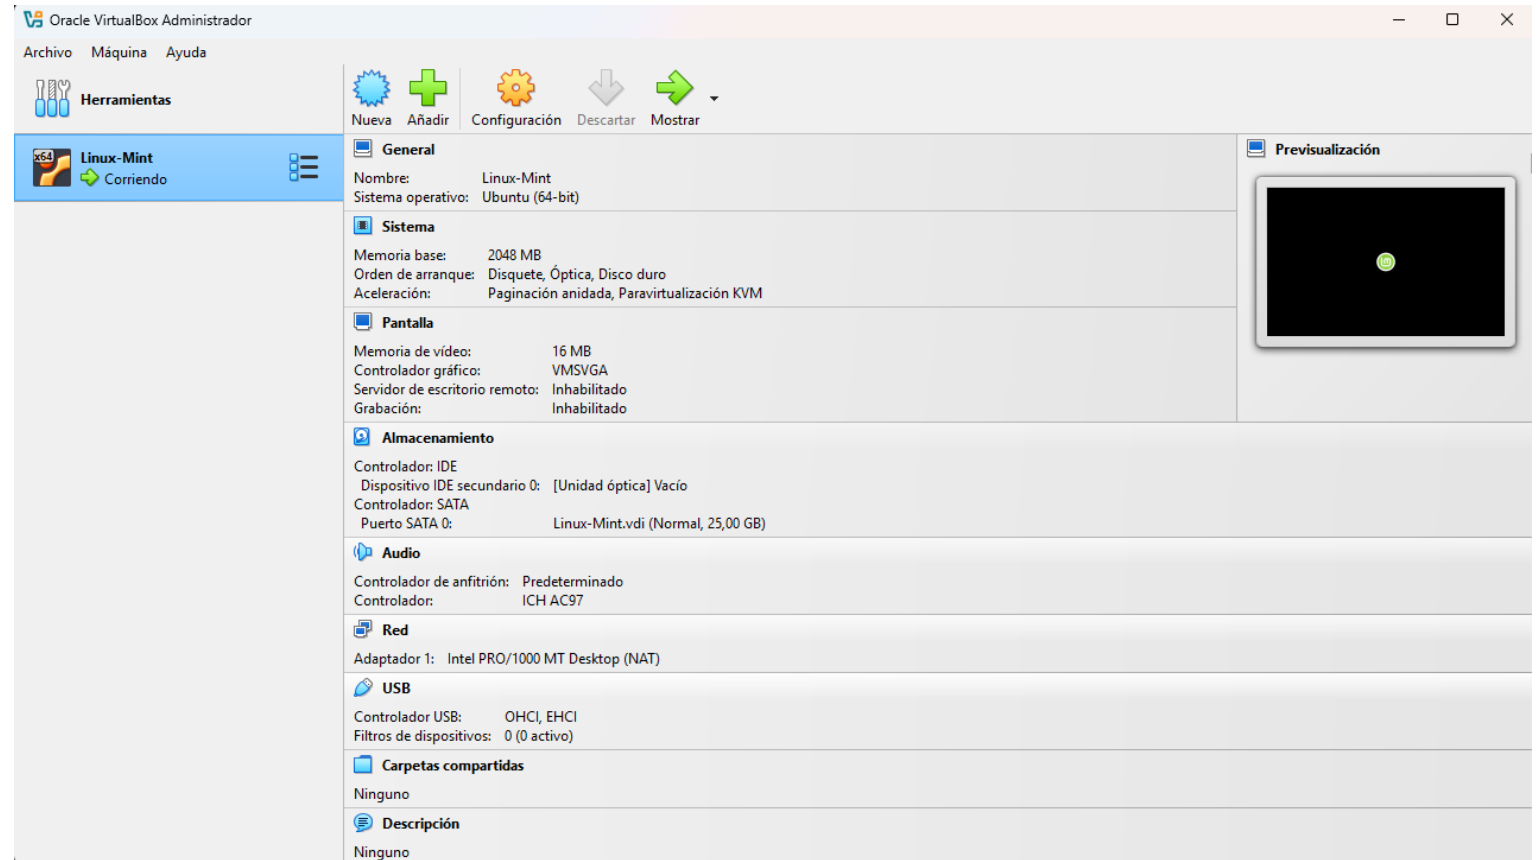 Oracle VirtualBox Administrador
Archivo Máquina Ayuda
Herramientas
Nueva Añadir Configuración Descartar Mostrar
x64
Linux-Mint
Corriendo
General
Nombre: Linux-Mint
Sistema operativo: Ubuntu (64-bit)
Sistema
Memoria base: 2048 MB
Orden de arranque: Disquete, Óptica, Disco duro
Aceleración: Paginación anidada, Paravirtualización KVM
Pantalla
Memoria de vídeo: 16 MB
Controlador gráfico: VMSVGA
Servidor de escritorio remoto: Inhabilitado
Grabación: Inhabilitado
Previsualización
Almacenamiento
Controlador: IDE
Dispositivo IDE secundario 0: [Unidad óptica] Vacío
Controlador: SATA
Puerto SATA 0: Linux-Mint.vdi (Normal, 25,00 GB)
Audio
Controlador de anfitrión: Predeterminado
Controlador: ICH AC97
Red
Adaptador 1: Intel PRO/1000 MT Desktop (NAT)
USB
Controlador USB: OHCI, EHCI
Filtros de dispositivos: 0 (0 activo)
Carpetas compartidas
Ninguno
Descripción
Ninguno